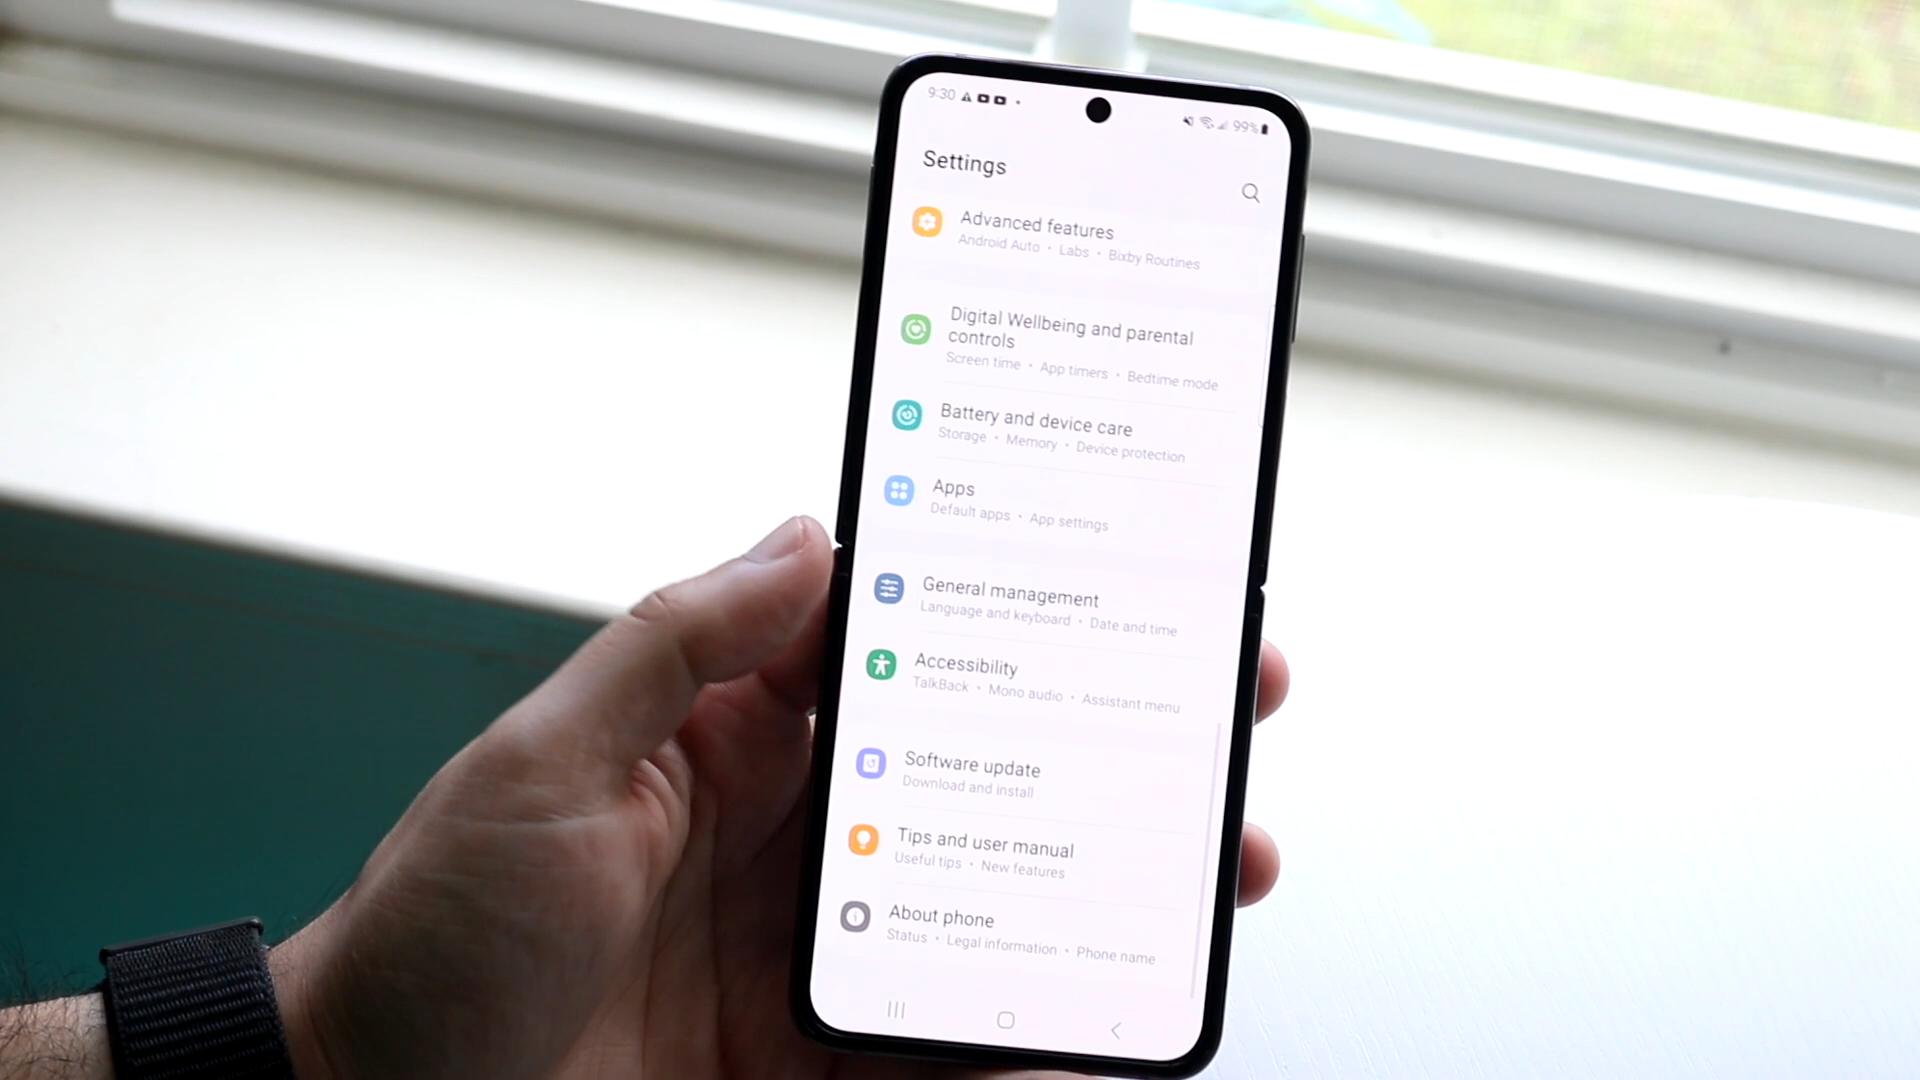 9:30
99%
Settings
Advanced features
Android Auto • Labs • Bixby Routines
Digital Wellbeing and parental
controls
Screen time • App timers • Bedtime mode
Battery and device care
Storage • Memory • Device protection
Apps
Default apps • App settings
General management
Language and keyboard • Date and time
Accessibility
TalkBack • Mono audio • Assistant menu
Software update
Download and install
Tips and user manual
Useful tips • New features
About phone
Status • Legal information • Phone name